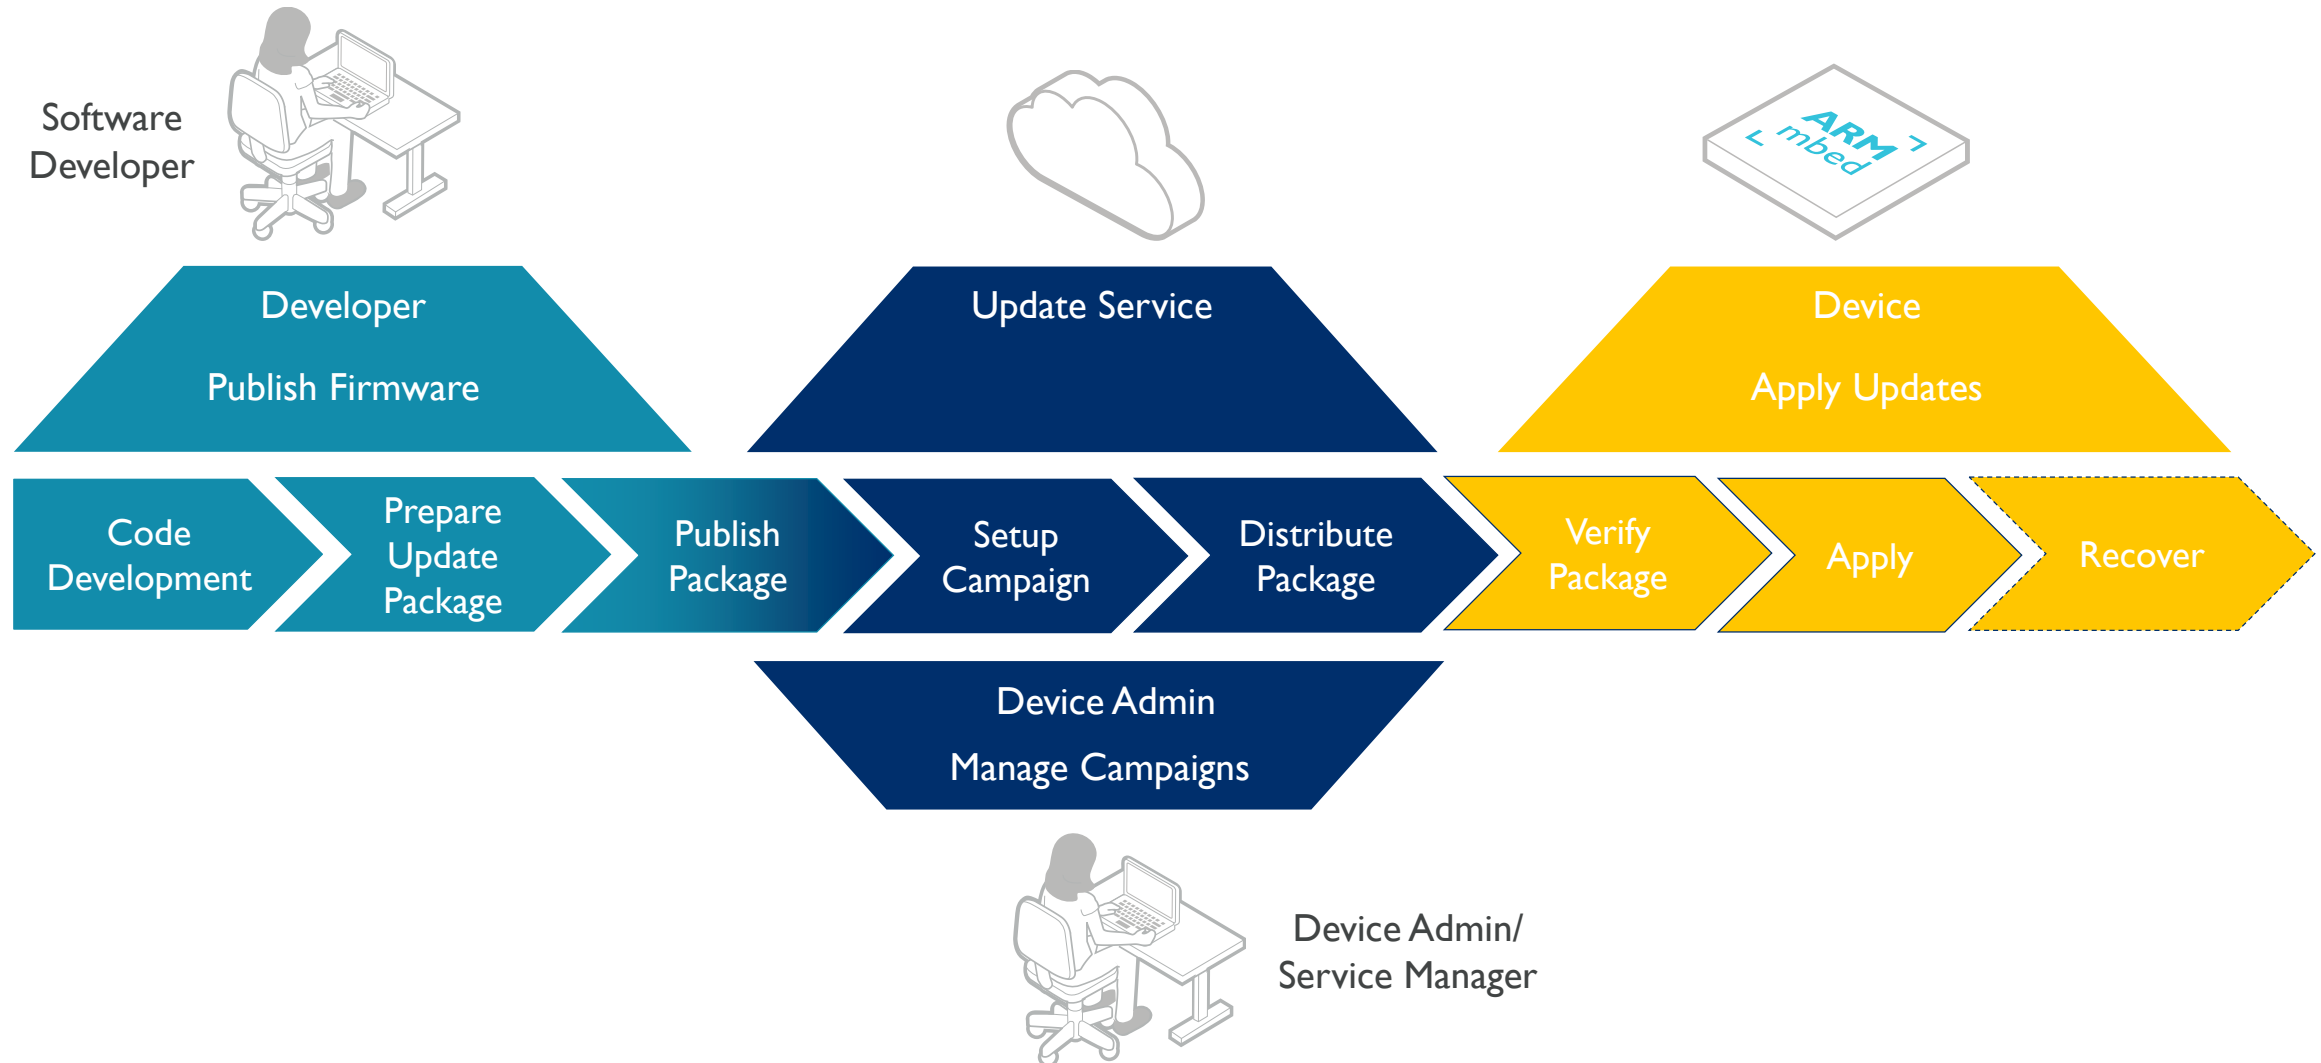 Software
Developer
ARM
mbed
Developer
Publish Firmware
Update Service
Device
Apply Updates
Code
Development
Prepare
Update
Package
Publish
Package
Setup
Campaign
Distribute
Package
Verify
Package
Apply
Recover
Device Admin
Manage Campaigns
Device Admin/
Service Manager